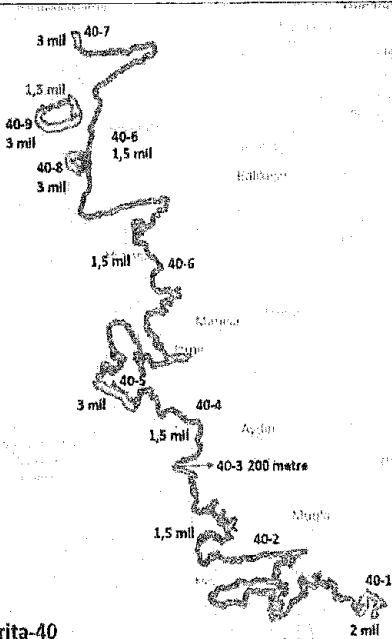 40-7
3 mil
1,5 mil
40-9
3 mil
40-6
1,5 mil
40-8
3 mil
Balıkesir
1,5 mil
40-6
Manisa
İzmir
40-5
3 mil
40-4
1,5 mil
Aydın
40-3 200 metre
Muğla
1,5 mil
40-2
40-1
2 mil
rita-40